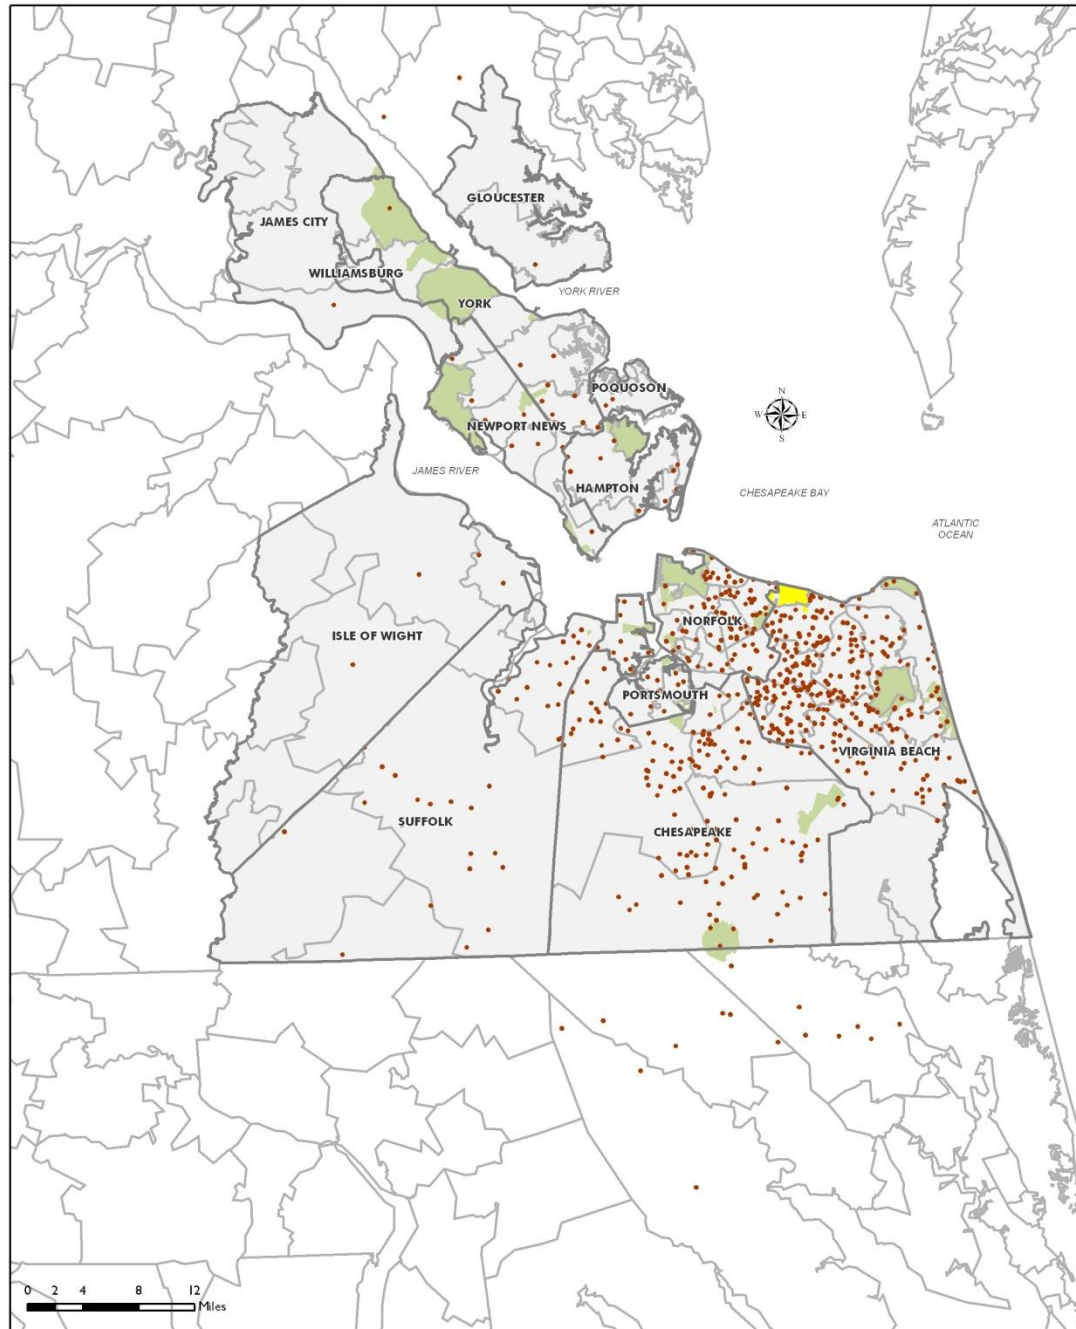 GLOUCESTER
JAMES CITY
WILLIAMSBURG
YORK RIVER
YORK
POQUOSON
N
W E
S
NEWPORT NEWS
JAMES RIVER
HAMPTON
CHESAPEAKE BAY
ATLANTIC
OCEAN
NORFOLK
ISLE OF WIGHT
PORTSMOUTH
VIRGINIA BEACH
SUFFOLK
CHESAPEAKE
0 2 4 8 12
Miles